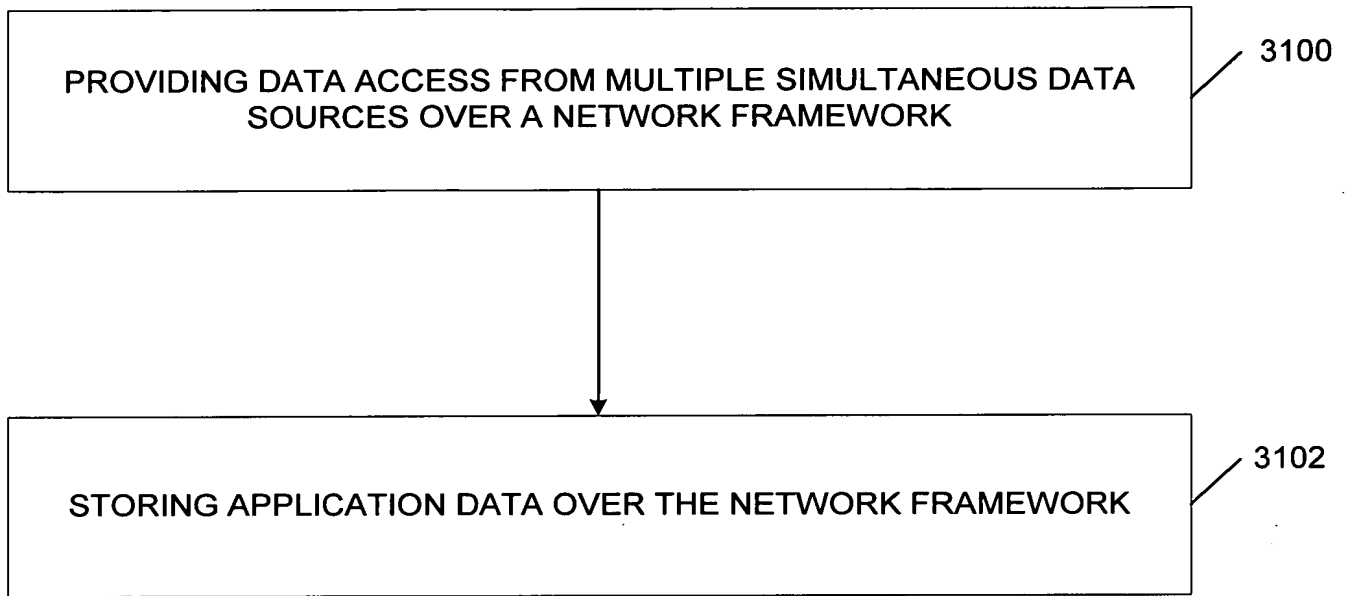 PROVIDING DATA ACCESS FROM MULTIPLE SIMULTANEOUS DATA
SOURCES OVER A NETWORK FRAMEWORK
3100
STORING APPLICATION DATA OVER THE NETWORK FRAMEWORK
3102